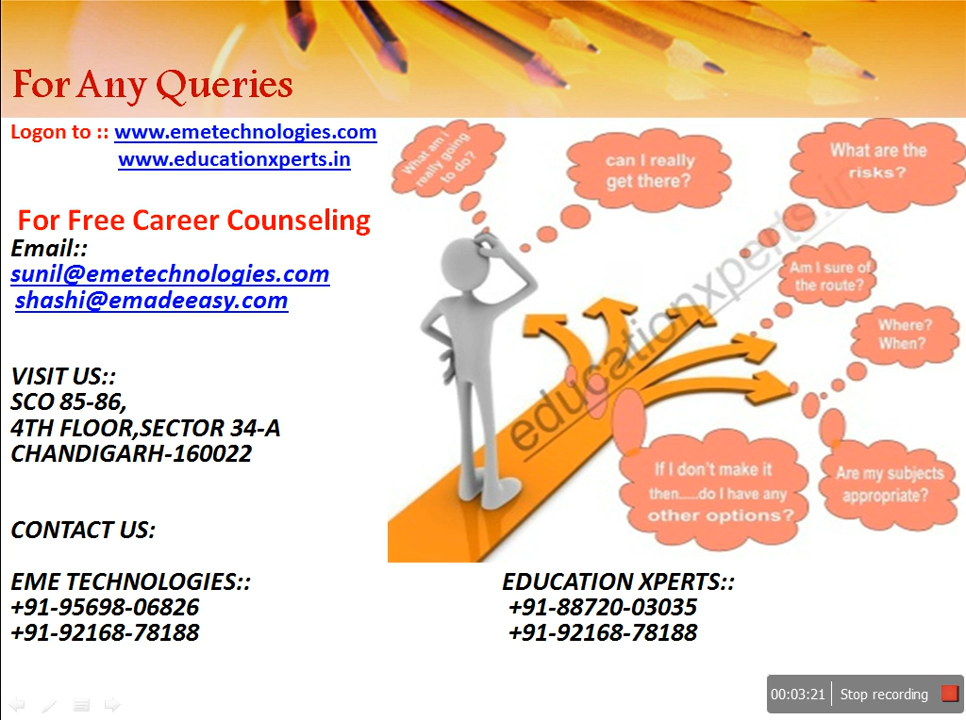 For Any Queries
Logon to :: www.emetechnologies.com
www.educationxperts.in
For Free Career Counseling
Email::
sunil@emetechnologies.com
shashi@emadeeasy.com
VISIT US::
SCO 85-86,
4TH FLOOR,SECTOR 34-A
CHANDIGARH-160022
CONTACT US:
EME TECHNOLOGIES::
+91-95698-06826
+91-92168-78188
EDUCATION XPERTS::
+91-88720-03035
+91-92168-78188
What am I
really going
to do?
can I really
get there?
What are the
risks?
Am I sure of
the route?
Where?
When?
Are my subjects
appropriate?
If I don't make it
then.....do I have any
other options?
educationxperts.in
00:03:21 Stop recording